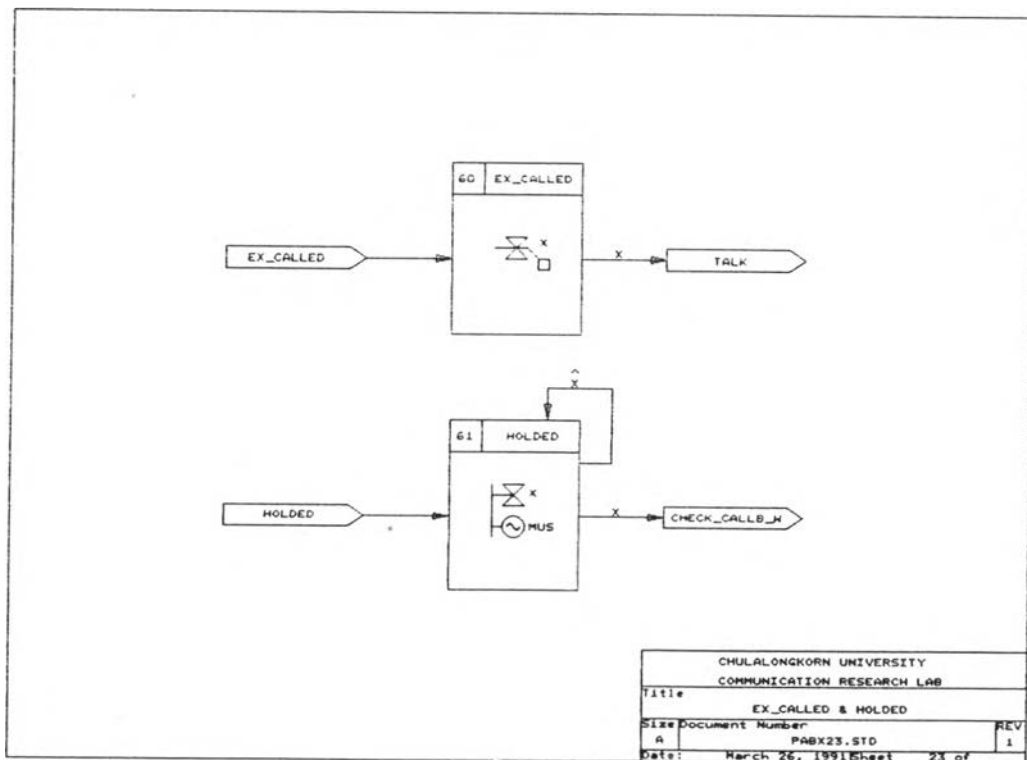 60 EX_CALLED
x
EX_CALLED
x
TALK
^
x
61 HOLDED
x
HOLDED
MUS
x
CHECK_CALLB_W
CHULALONGKORN UNIVERSITY
COMMUNICATION RESEARCH LAB
Title
EX_CALLED & HOLDED
Size Document Number REV
A PABX23.STD 1
Date: March 26, 1991 Sheet 23 of